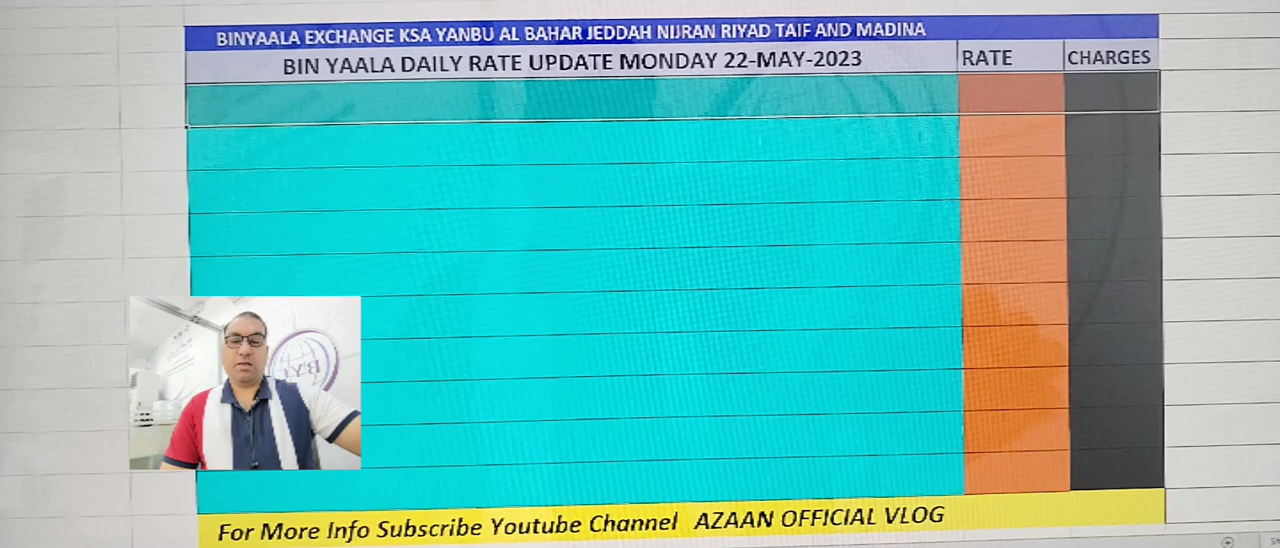 BINYAALA EXCHANGE KSA YANBU AL BAHAR JEDDAH NIJRAN RIYAD TAIF AND MADINA
BIN YAALA DAILY RATE UPDATE MONDAY 22-MAY-2023 RATE CHARGES
For More Info Subscribe Youtube Channel AZAAN OFFICIAL VLOG